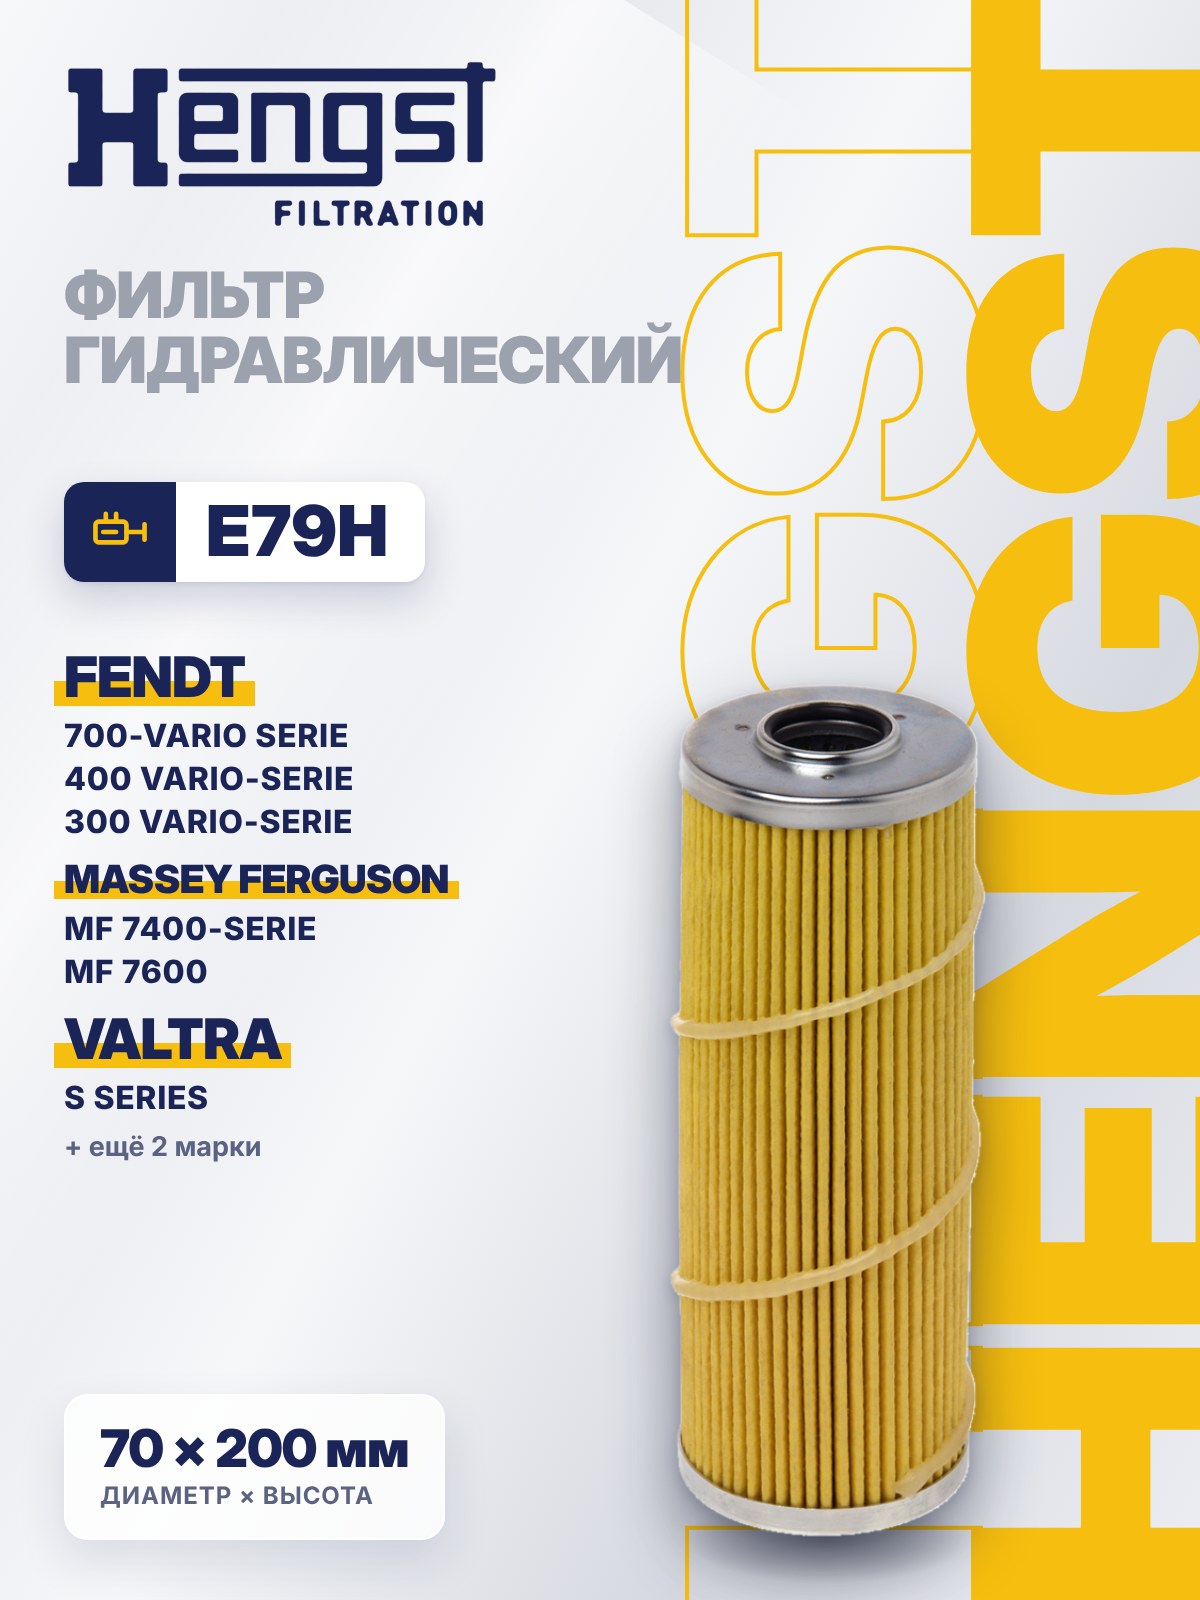 Hengst
FILTRATION
ФИЛЬТР
ГИДРАВЛИЧЕСКИЙ
E79H
FENDT
700-VARIO SERIE
400 VARIO-SERIE
300 VARIO-SERIE
MASSEY FERGUSON
MF 7400-SERIE
MF 7600
VALTRA
S SERIES
+ ещё 2 марки
70 × 200 мм
ДИАМЕТР × ВЫСОТА
HENGST